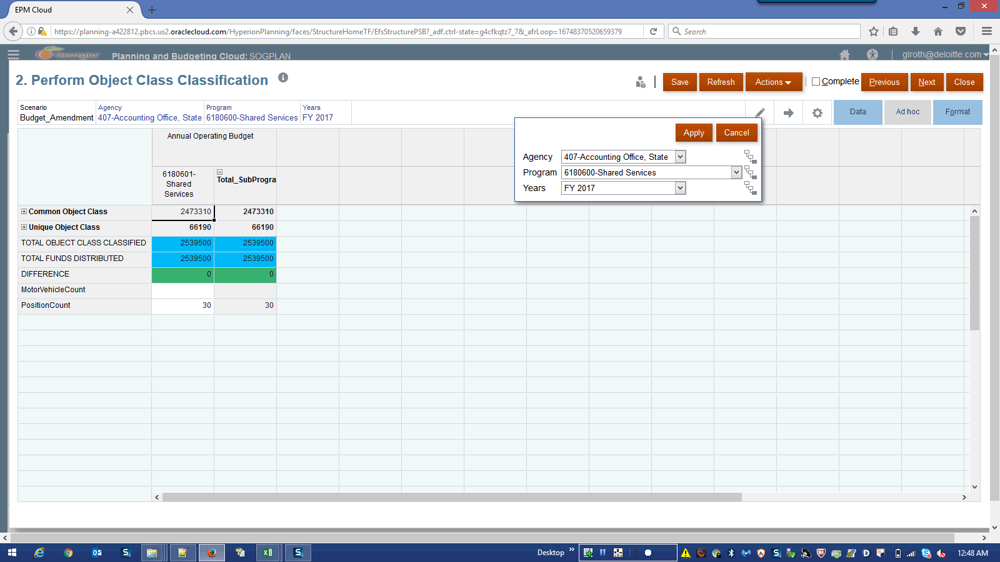 EPM Cloud
https://planning-a422812.pbcs.us2.oraclecloud.com/HyperionPlanning/faces/StructureHomeTF/EfsStructurePSB?_adf.ctrl-state=g4cfkqtz7_7&_afrLoop=16748370520659379
Search
Georgia Planning and Budgeting Cloud: SOGPLAN glroth@deloitte.com
2. Perform Object Class Classification
Save Refresh Actions Complete Previous Next Close
Scenario Agency Program Years
Budget_Amendment 407-Accounting Office, State 6180600-Shared Services FY 2017
Data Ad hoc Format
Apply Cancel
Agency 407-Accounting Office, State
Program 6180600-Shared Services
Years FY 2017
Annual Operating Budget
6180601-
Shared
Services
Total_SubProgra
Common Object Class 2473310 2473310
Unique Object Class 66190 66190
TOTAL OBJECT CLASS CLASSIFIED 2539500 2539500
TOTAL FUNDS DISTRIBUTED 2539500 2539500
DIFFERENCE 0 0
MotorVehicleCount
PositionCount 30 30
Desktop
12:48 AM